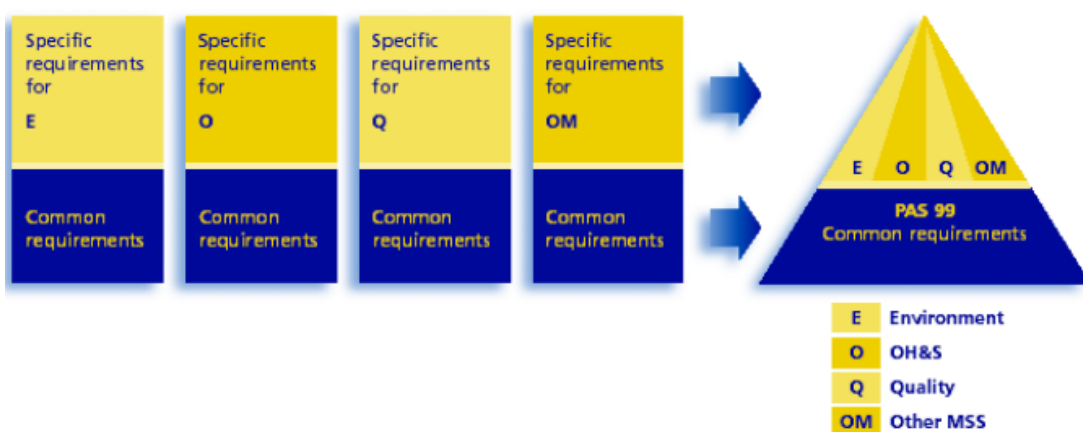 Specific
requirements
for
E
Specific
requirements
for
O
Specific
requirements
for
Q
Specific
requirements
for
OM
Common
requirements
Common
requirements
Common
requirements
Common
requirements
E O Q OM
PAS 99
Common requirements
E Environment
O OH&S
Q Quality
OM Other MSS